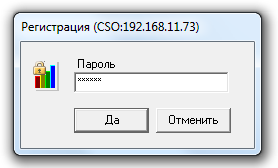 Регистрация (CSO:192.168.11.73)
Пароль
××××××
Да
Отменить